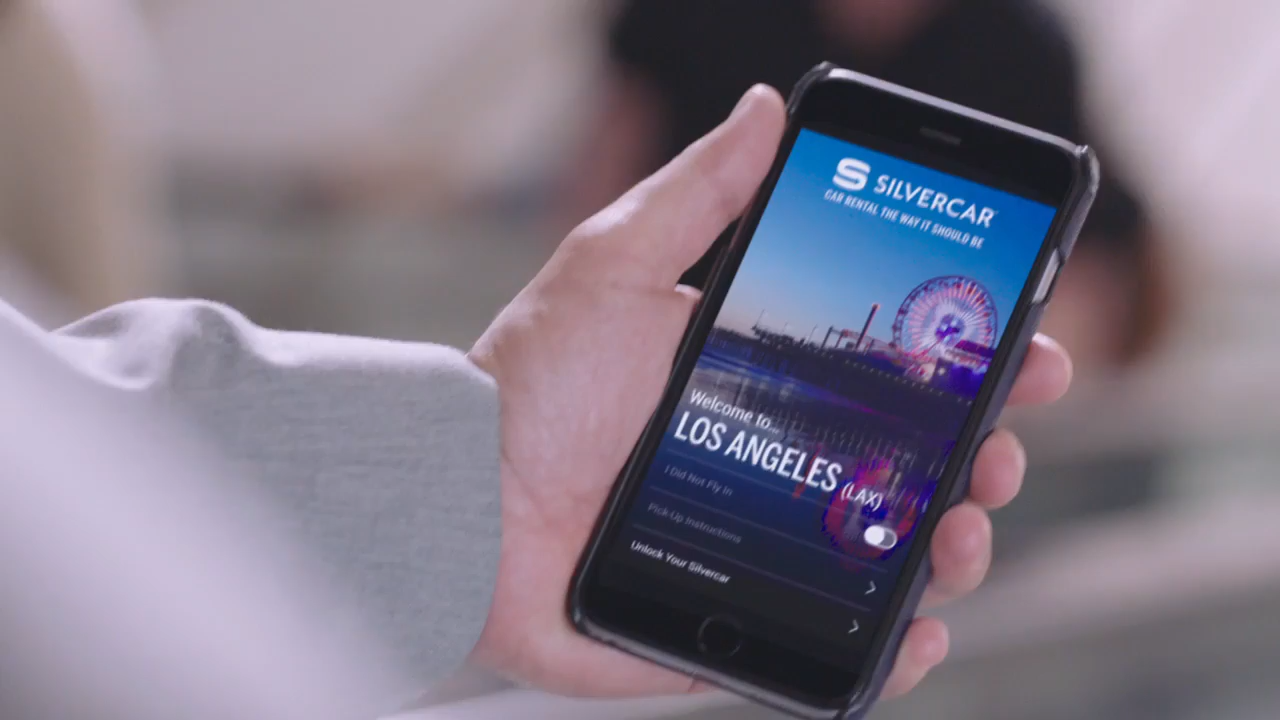 SILVERCAR
CAR RENTAL THE WAY IT SHOULD BE
Welcome to...
LOS ANGELES (LAX)
I Did Not Fly In
Pick-Up Instructions
Unlock Your Silvercar